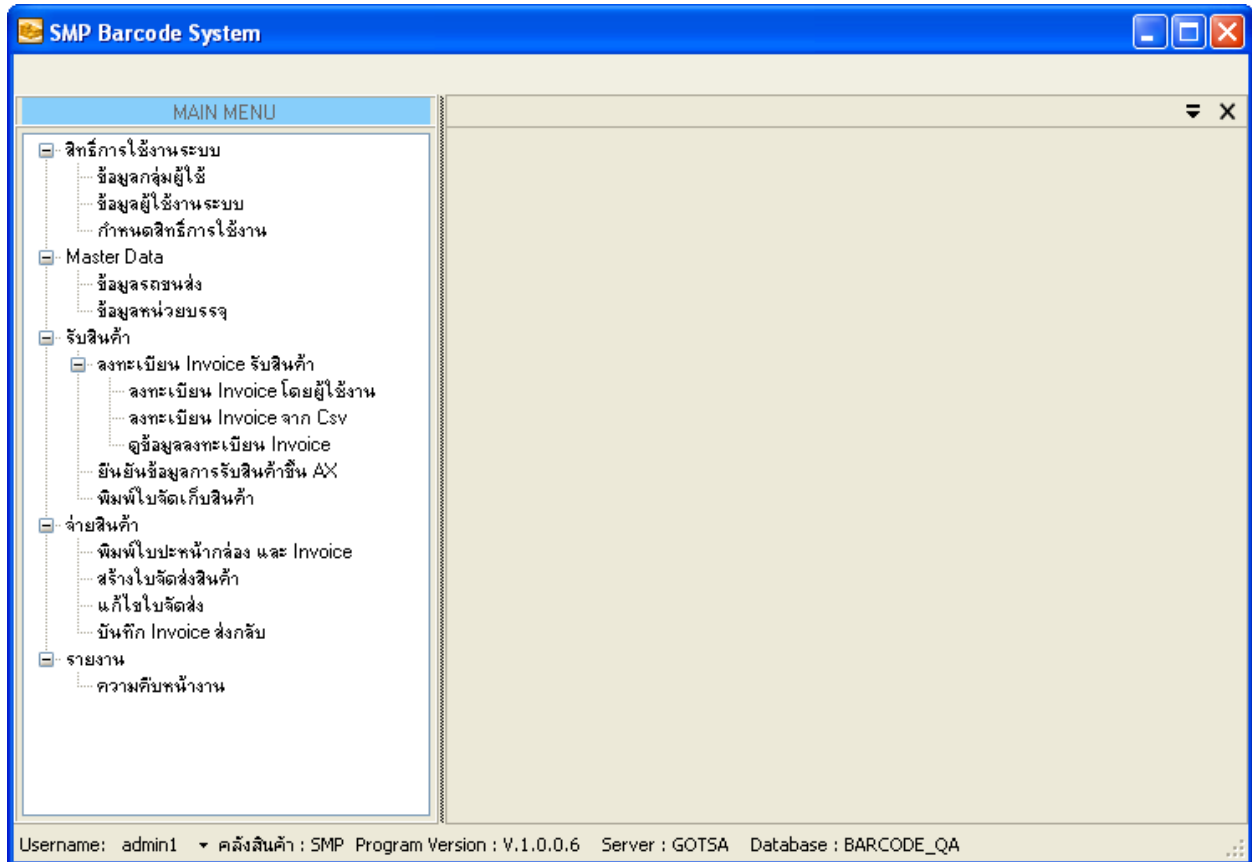 SMP Barcode System
MAIN MENU
สิทธิ์การใช้งานระบบ
ข้อมูลกลุ่มผู้ใช้
ข้อมูลผู้ใช้งานระบบ
กำหนดสิทธิ์การใช้งาน
Master Data
ข้อมูลรถขนส่ง
ข้อมูลหน่วยบรรจุ
รับสินค้า
ลงทะเบียน Invoice รับสินค้า
ลงทะเบียน Invoice โดยผู้ใช้งาน
ลงทะเบียน Invoice จาก Csv
ดูข้อมูลลงทะเบียน Invoice
ยืนยันข้อมูลการรับสินค้าขึ้น AX
พิมพ์ใบจัดเก็บสินค้า
จ่ายสินค้า
พิมพ์ใบปะหน้ากล่อง และ Invoice
สร้างใบจัดส่งสินค้า
แก้ไขใบจัดส่ง
บันทึก Invoice ส่งกลับ
รายงาน
ความคืบหน้างาน
Username: admin1 คลังสินค้า : SMP Program Version : V.1.0.0.6 Server : GOTSA Database : BARCODE_QA